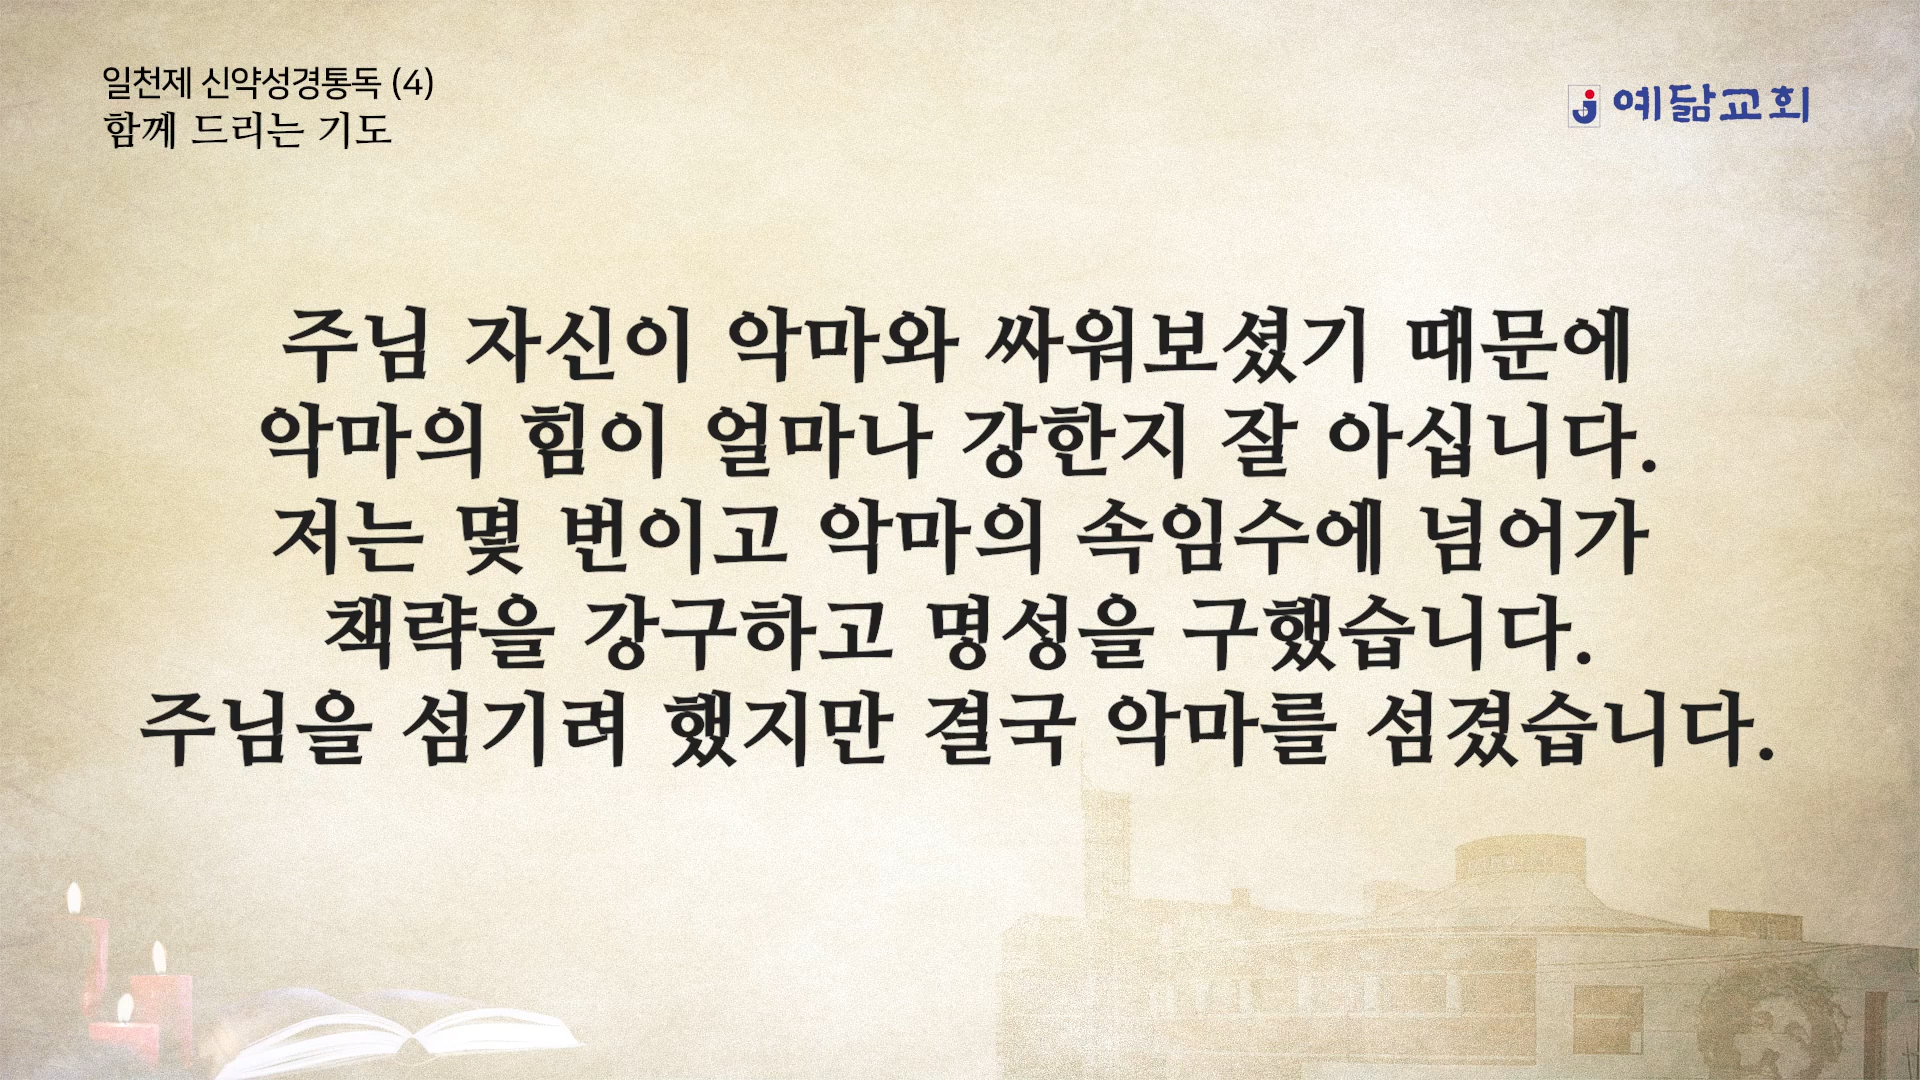 일천제 신약성경통독 (4)
함께 드리는 기도
예닮교회
주님 자신이 악마와 싸워보셨기 때문에
악마의 힘이 얼마나 강한지 잘 아십니다.
저는 몇 번이고 악마의 속임수에 넘어가
책략을 강구하고 명성을 구했습니다.
주님을 섬기려 했지만 결국 악마를 섬겼습니다.